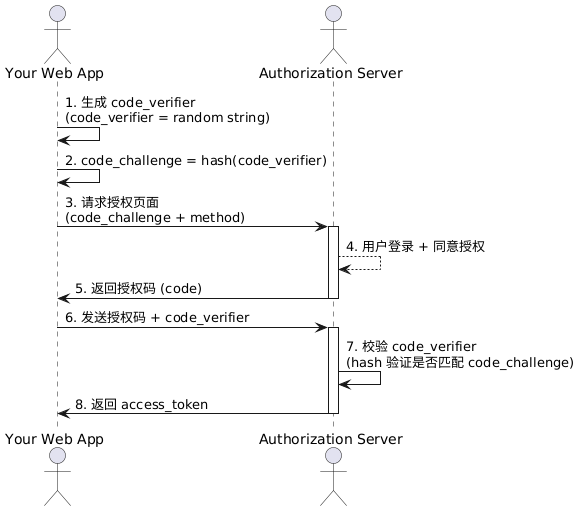 Your Web App
Authorization Server
1. 生成 code_verifier
(code_verifier = random string)
2. code_challenge = hash(code_verifier)
3. 请求授权页面
(code_challenge + method)
4. 用户登录 + 同意授权
5. 返回授权码 (code)
6. 发送授权码 + code_verifier
7. 校验 code_verifier
(hash 验证是否匹配 code_challenge)
8. 返回 access_token
Your Web App
Authorization Server